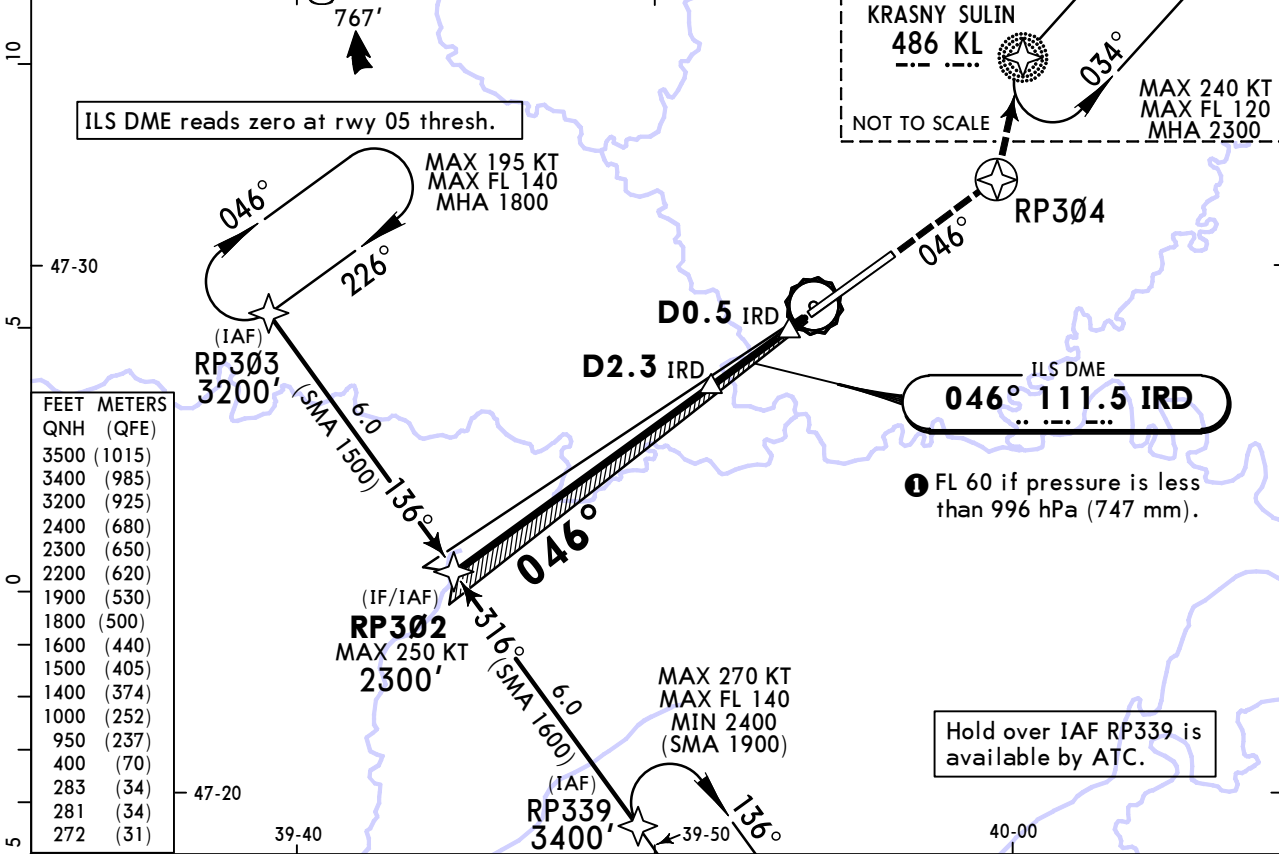 767'
KRASNY SULIN
486 KL
034°
MAX 240 KT
MAX FL 120
MHA 2300
NOT TO SCALE
10
ILS DME reads zero at rwy 05 thresh.
MAX 195 KT
MAX FL 140
MHA 1800
046°
226°
RP3Ø4
046°
47-30
5
D0.5 IRD
D2.3 IRD
(IAF)
RP3Ø3
3200'
6.0
(SMA 1500)
136°
ILS DME
046° 111.5 IRD
❶ FL 60 if pressure is less
than 996 hPa (747 mm).
046°
FEET METERS
QNH (QFE)
3500 (1015)
3400 (985)
3200 (925)
2400 (680)
2300 (650)
2200 (620)
1900 (530)
1800 (500)
1600 (440)
1500 (405)
1400 (374)
1000 (252)
950 (237)
400 (70)
283 (34)
281 (34)
272 (31)
0
(IF/IAF)
RP3Ø2
MAX 250 KT
2300'
316°
6.0
(SMA 1600)
MAX 270 KT
MAX FL 140
MIN 2400
(SMA 1900)
Hold over IAF RP339 is
available by ATC.
47-20
(IAF)
RP339
3400'
136°
5
39-40
39-50
40-00